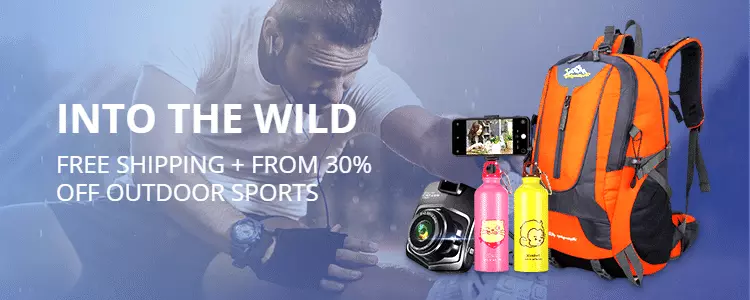 INTO THE WILD
FREE SHIPPING + FROM 30%
OFF OUTDOOR SPORTS